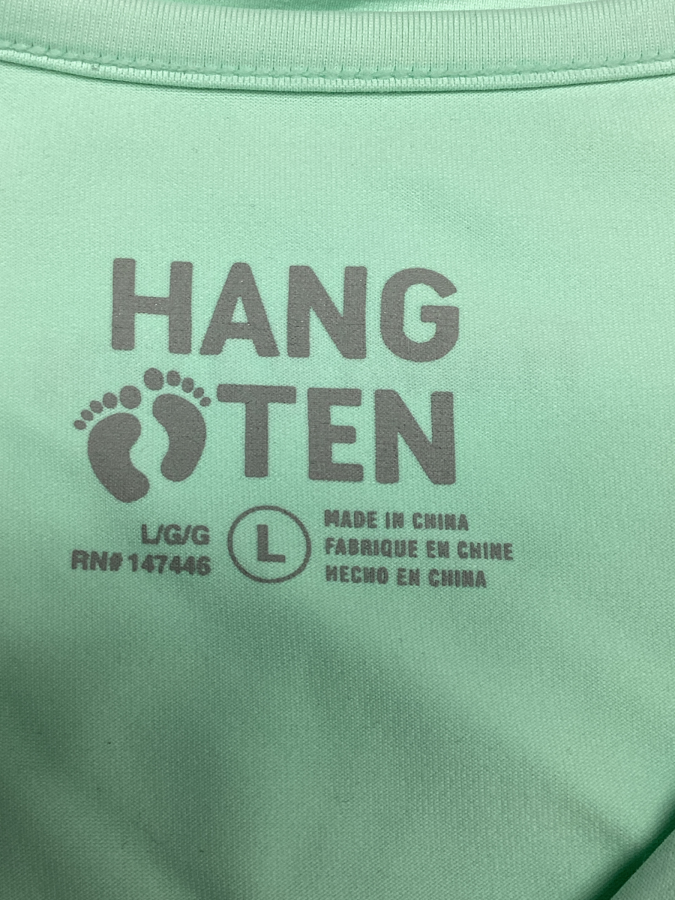 HANG
TEN
L/G/G
RN# 147446
L
MADE IN CHINA
FABRIQUE EN CHINE
HECHO EN CHINA